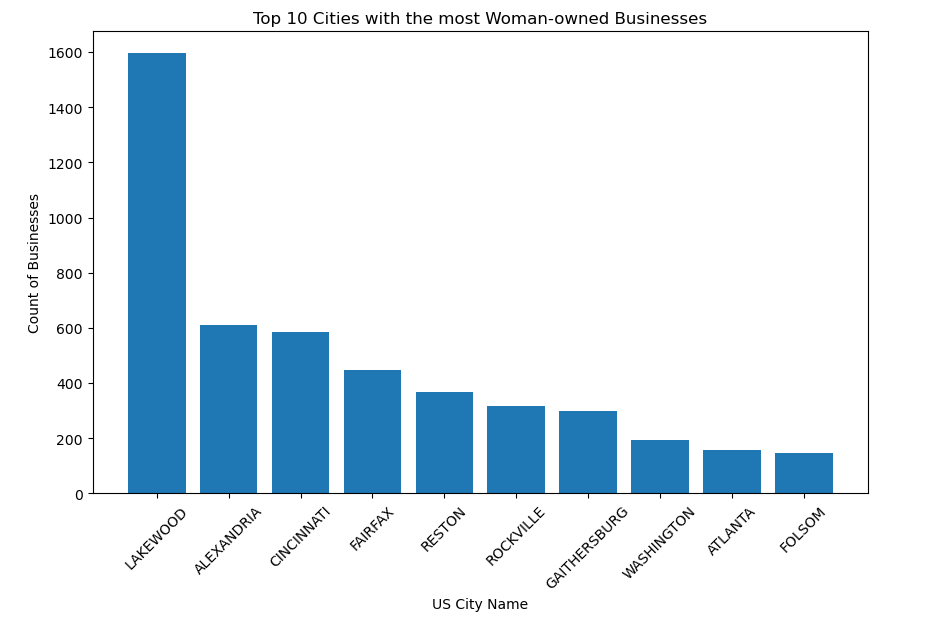 Top 10 Cities with the most Woman-owned Businesses
Count of Businesses
1600
1400
1200
1000
800
600
400
200
0
LAKEWOOD
ALEXANDRIA
CINCINNATI
FAIRFAX
RESTON
ROCKVILLE
GAITHERSBURG
WASHINGTON
ATLANTA
FOLSOM
US City Name